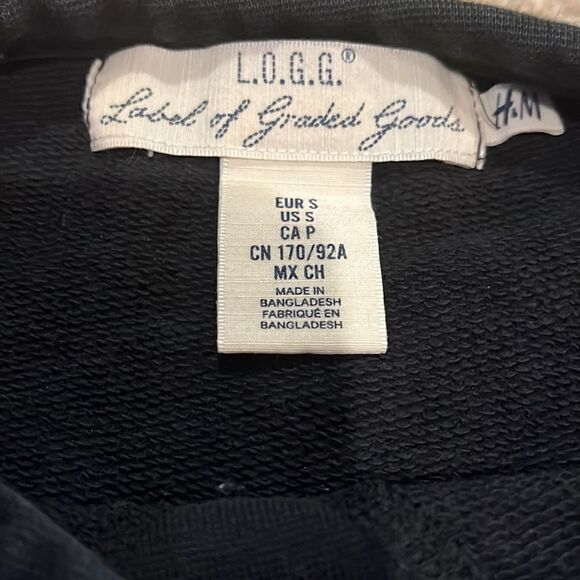 L.O.G.G.®
Label of Graded Goods
H&M
EUR S
US S
CA P
CN 170/92A
MX CH
MADE IN
BANGLADESH
FABRIQUÉ EN
BANGLADESH